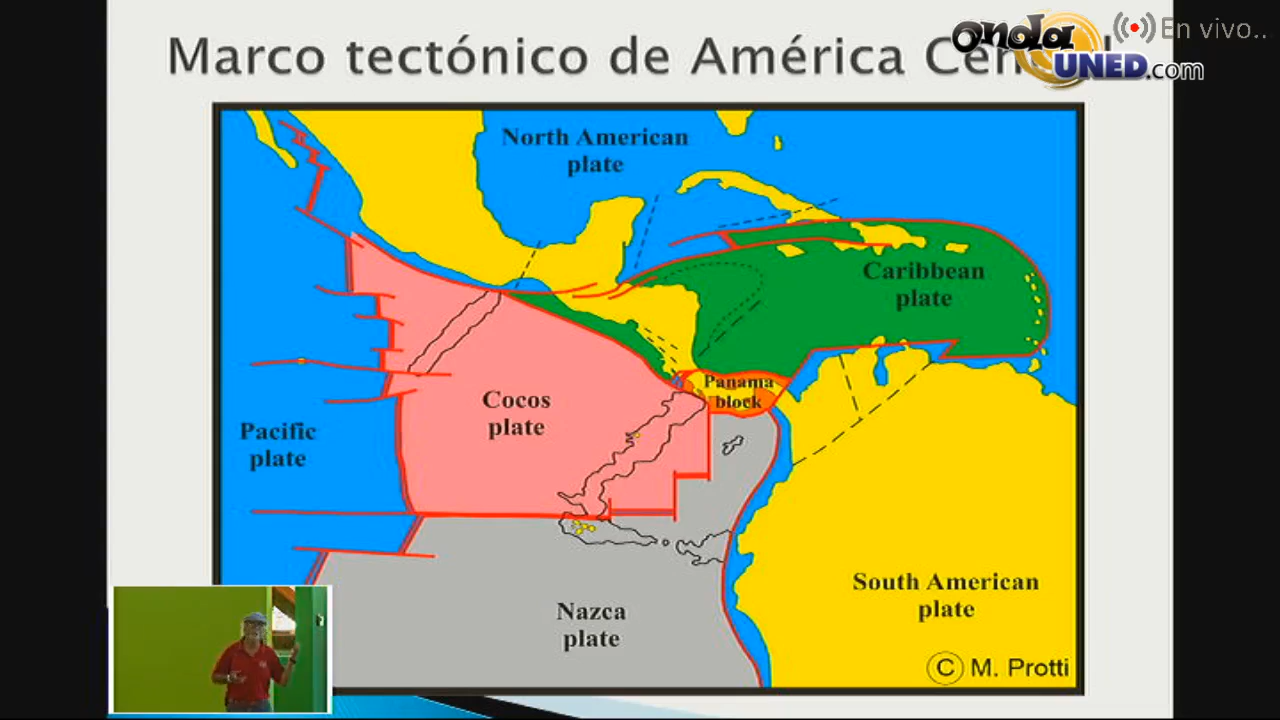 Marco tectónico de América Cen
onda
UNED.com
En vivo..
North American
plate
Caribbean
plate
Panama
block
Cocos
plate
Pacific
plate
Nazca
plate
South American
plate
© M. Protti